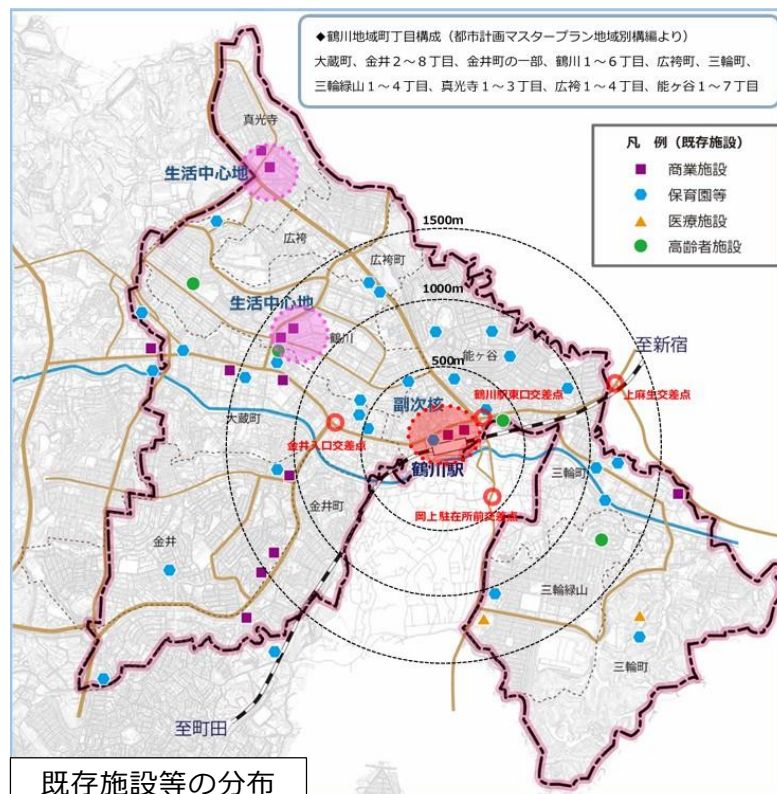 ◆鶴川地域町丁目構成（都市計画マスタープラン地域別構編より）
大蔵町、金井２～８丁目、金井町の一部、鶴川１～６丁目、広袴町、三輪町、
三輪緑山１～４丁目、真光寺１～３丁目、広袴１～４丁目、能ヶ谷１～７丁目
凡　例（既存施設）
商業施設
保育園等
医療施設
高齢者施設
真光寺
生活中心地
1500m
広袴
広袴町
1000m
生活中心地
鶴川
能ヶ谷
至新宿
500m
鶴川駅東口交差点
上麻生交差点
副次核
大蔵町
金井入口交差点
鶴川駅
三輪町
金井町
岡上駐在所前交差点
金井
三輪緑山
三輪町
至町田
既存施設等の分布